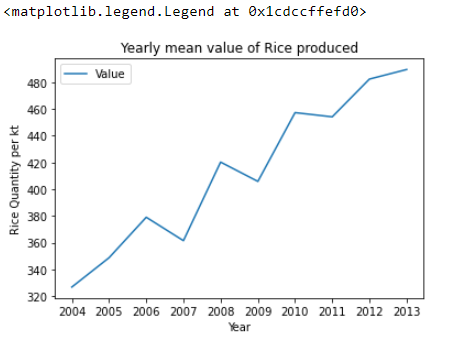 <matplotlib.legend.Legend at 0x1cdccffefd0>
Yearly mean value of Rice produced
Value
480
460
440
420
400
380
360
340
320
Rice Quantity per kt
2004 2005 2006 2007 2008 2009 2010 2011 2012 2013
Year